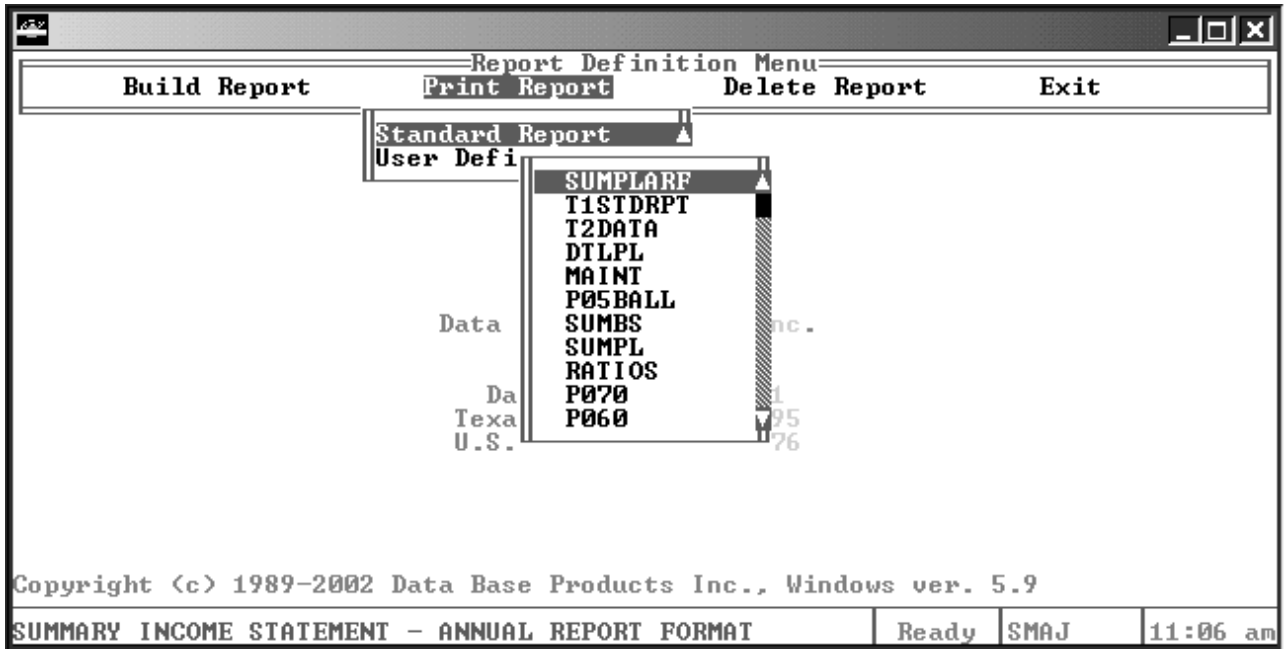 Report Definition Menu
Build Report Print Report Delete Report Exit
Standard Report
User Defi
SUMPLARF
T1STDRPT
T2DATA
DTLPL
MAINT
P05BALL
Data SUMBS nc.
SUMPL
RATIOS
Da P070 1
Texa P060 95
U.S. 76
Copyright (c) 1989-2002 Data Base Products Inc., Windows ver. 5.9
SUMMARY INCOME STATEMENT - ANNUAL REPORT FORMAT Ready SMAJ 11:06 am